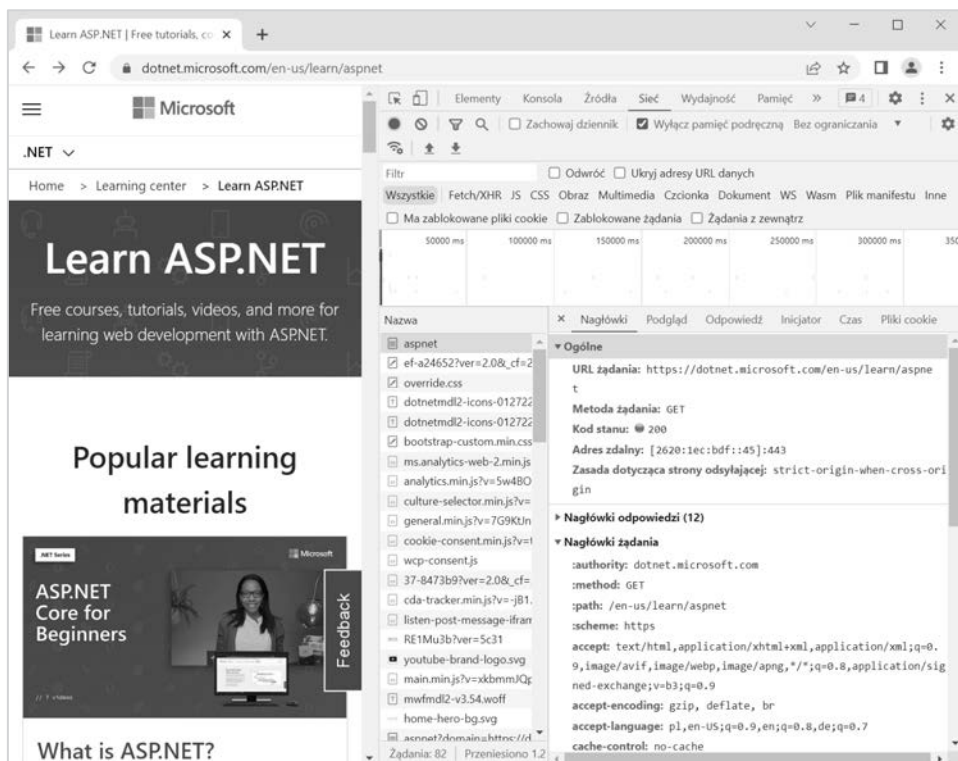 Learn ASP.NET | Free tutorials, co
dotnet.microsoft.com/en-us/learn/aspnet
Microsoft
.NET
Home > Learning center > Learn ASP.NET
Learn ASP.NET
Free courses, tutorials, videos, and more for
learning web development with ASP.NET.
Popular learning
materials
.NET Series
Microsoft
ASP.NET
Core for
Beginners
// 7 videos
Feedback
What is ASP.NET?
Elementy Konsola Źródła Sieć Wydajność Pamięć » 4
Zachowaj dziennik Wyłącz pamięć podręczną Bez ograniczania
Filtr Odwróć Ukryj adresy URL danych
Wszystkie Fetch/XHR JS CSS Obraz Multimedia Czcionka Dokument WS Wasm Plik manifestu Inne
Ma zablokowane pliki cookie Zablokowane żądania Żądania z zewnątrz
50000 ms 100000 ms 150000 ms 200000 ms 250000 ms 300000 ms 350
Nazwa
aspnet
ef-a24652?ver=2.0&_cf=2
override.css
dotnetmdl2-icons-012722
dotnetmdl2-icons-012722
bootstrap-custom.min.css
ms.analytics-web-2.min.js
analytics.min.js?v=5w4BO
culture-selector.min.js?v=
general.min.js?v=7G9KtJn
cookie-consent.min.js?v=
wcp-consent.js
37-8473b9?ver=2.0&_cf=
cda-tracker.min.js?v=-jB1.
listen-post-message-ifram
RE1Mu3b?ver=5c31
youtube-brand-logo.svg
main.min.js?v=xkbmmJQp
mwfmdl2-v3.54.woff
home-hero-bg.svg
aspnet?domain=https://d
Żądania: 82 Przeniesiono 1.2
Nagłówki Podgląd Odpowiedź Inicjator Czas Pliki cookie
Ogólne
URL żądania: https://dotnet.microsoft.com/en-us/learn/aspne
t
Metoda żądania: GET
Kod stanu: 200
Adres zdalny: [2620:1ec:bdf::45]:443
Zasada dotycząca strony odsyłającej: strict-origin-when-cross-ori
gin
Nagłówki odpowiedzi (12)
Nagłówki żądania
:authority: dotnet.microsoft.com
:method: GET
:path: /en-us/learn/aspnet
:scheme: https
accept: text/html,application/xhtml+xml,application/xml;q=0.
9,image/avif,image/webp,image/apng,*/*;q=0.8,application/sig
ned-exchange;v=b3;q=0.9
accept-encoding: gzip, deflate, br
accept-language: pl,en-US;q=0.9,en;q=0.8,de;q=0.7
cache-control: no-cache